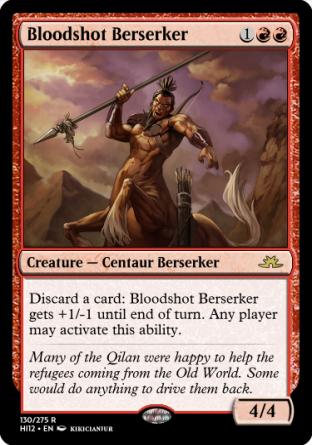 Bloodshot Berserker 1
Creature — Centaur Berserker
Discard a card: Bloodshot Berserker
gets +1/-1 until end of turn. Any player
may activate this ability.
Many of the Qilan were happy to help the
refugees coming from the Old World. Some
would do anything to drive them back.
4/4
130/275 R
HI12 • EN KIKICIANJUR